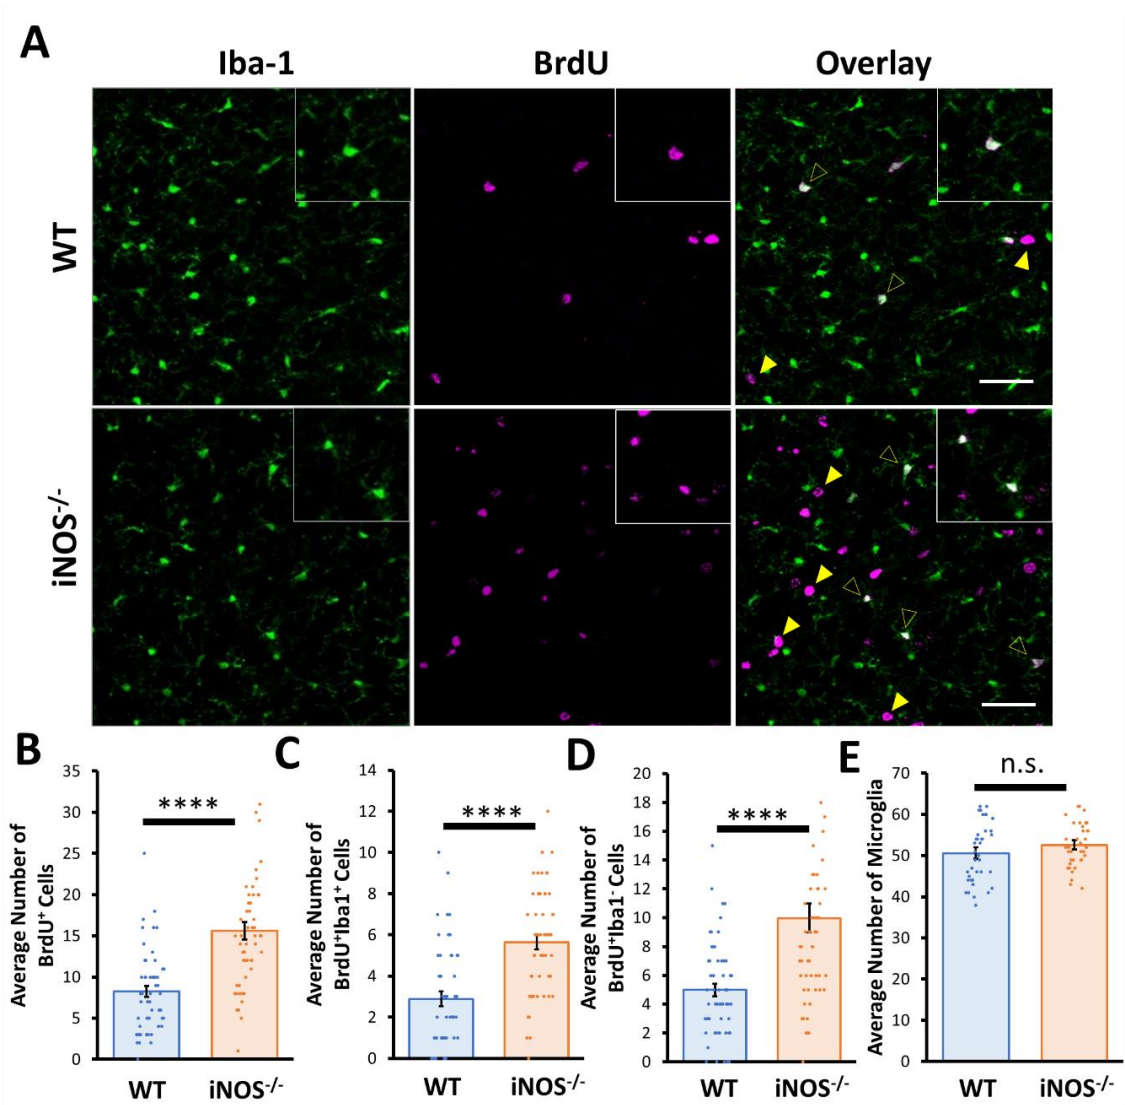 A
Iba-1
BrdU
Overlay
WT
iNOS-/-
B
C
D
E
35
30
25
20
15
10
5
0
Average Number of
BrdU+ Cells
****
WT
iNOS-/-
14
12
10
8
6
4
2
0
Average Number of
BrdU+Iba1+ Cells
****
WT
iNOS-/-
20
18
16
14
12
10
8
6
4
2
0
Average Number of
BrdU+Iba1- Cells
****
WT
iNOS-/-
70
60
50
40
30
20
10
0
Average Number of Microglia
n.s.
WT
iNOS-/-